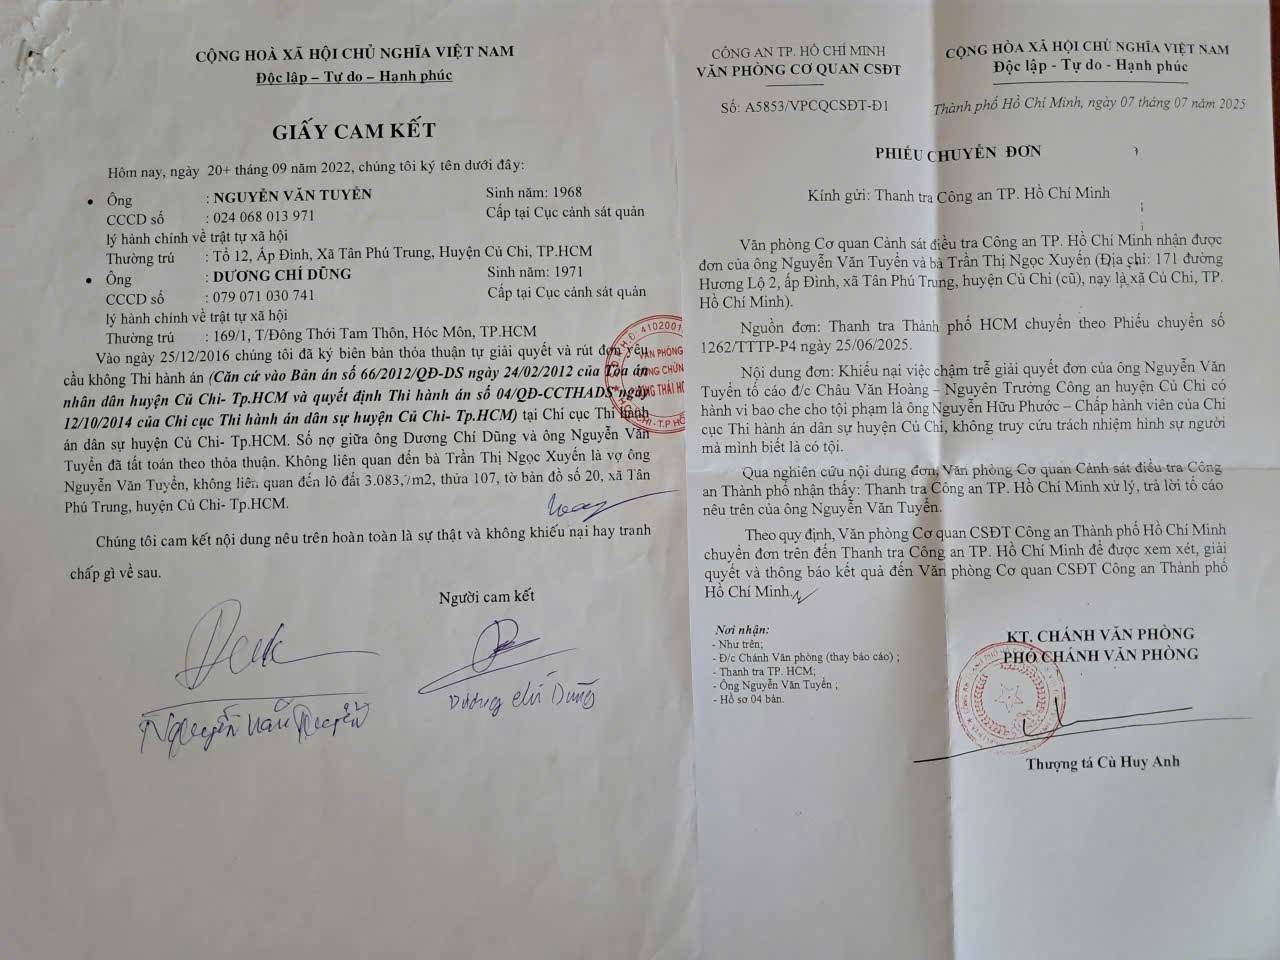 CỘNG HOÀ XÃ HỘI CHỦ NGHĨA VIỆT NAM
Độc lập – Tự do – Hạnh phúc
GIẤY CAM KẾT
Hôm nay, ngày 20+ tháng 09 năm 2022, chúng tôi ký tên dưới đây:
• Ông : NGUYỄN VĂN TUYỂN Sinh năm: 1968
CCCD số : 024 068 013 971 Cấp tại Cục cảnh sát quản
lý hành chính về trật tự xã hội
Thường trú : Tổ 12, Ấp Đình, Xã Tân Phú Trung, Huyện Củ Chi, TP.HCM
• Ông : DƯƠNG CHÍ DŨNG Sinh năm: 1971
CCCD số : 079 071 030 741 Cấp tại Cục cảnh sát quản
lý hành chính về trật tự xã hội
Thường trú : 169/1, T/Đông Thới Tam Thôn, Hóc Môn, TP.HCM
Vào ngày 25/12/2016 chúng tôi đã ký biên bản thỏa thuận tự giải quyết và rút đơn yêu
cầu không Thi hành án (Căn cứ vào Bản án số 66/2012/QĐ-DS ngày 24/02/2012 của Tòa án
nhân dân huyện Củ Chi- Tp.HCM và quyết định Thi hành án số 04/QĐ-CCTHADS ngày
12/10/2014 của Chi cục Thi hành án dân sự huyện Củ Chi- Tp.HCM) tại Chi cục Thi hành
án dân sự huyện Củ Chi- Tp.HCM. Số nợ giữa ông Dương Chí Dũng và ông Nguyễn Văn
Tuyển đã tất toán theo thỏa thuận. Không liên quan đến bà Trần Thị Ngọc Xuyến là vợ ông
Nguyễn Văn Tuyển, không liên quan đến lô đất 3.083,7m2, thửa 107, tờ bản đồ số 20, xã Tân
Phú Trung, huyện Củ Chi- Tp.HCM.
Chúng tôi cam kết nội dung nêu trên hoàn toàn là sự thật và không khiếu nại hay tranh
chấp gì về sau.
Người cam kết
Nguyễn Văn Tuyển
Dương Chí Dũng
CÔNG AN TP. HỒ CHÍ MINH
VĂN PHÒNG CƠ QUAN CSĐT
Số: A5853/VPCQCSĐT-Đ1
CỘNG HÒA XÃ HỘI CHỦ NGHĨA VIỆT NAM
Độc lập - Tự do - Hạnh phúc
Thành phố Hồ Chí Minh, ngày 07 tháng 07 năm 2025
PHIẾU CHUYỂN ĐƠN
Kính gửi: Thanh tra Công an TP. Hồ Chí Minh
Văn phòng Cơ quan Cảnh sát điều tra Công an TP. Hồ Chí Minh nhận được
đơn của ông Nguyễn Văn Tuyển và bà Trần Thị Ngọc Xuyến (Địa chỉ: 171 đường
Hương Lộ 2, ấp Đình, xã Tân Phú Trung, huyện Củ Chi (cũ), nay là xã Củ Chi, TP.
Hồ Chí Minh).
Nguồn đơn: Thanh tra Thành phố HCM chuyển theo Phiếu chuyển số
1262/TTTP-P4 ngày 25/06/2025.
Nội dung đơn: Khiếu nại việc chậm trễ giải quyết đơn của ông Nguyễn Văn
Tuyển tố cáo đ/c Châu Văn Hoàng – Nguyên Trưởng Công an huyện Củ Chi có
hành vi bao che cho tội phạm là ông Nguyễn Hữu Phước – Chấp hành viên của Chi
cục Thi hành án dân sự huyện Củ Chi, không truy cứu trách nhiệm hình sự người
mà mình biết là có tội.
Qua nghiên cứu nội dung đơn, Văn phòng Cơ quan Cảnh sát điều tra Công
an Thành phố nhận thấy: Thanh tra Công an TP. Hồ Chí Minh xử lý, trả lời tố cáo
nêu trên của ông Nguyễn Văn Tuyển.
Theo quy định, Văn phòng Cơ quan CSĐT Công an Thành phố Hồ Chí Minh
chuyển đơn trên đến Thanh tra Công an TP. Hồ Chí Minh để được xem xét, giải
quyết và thông báo kết quả đến Văn phòng Cơ quan CSĐT Công an Thành phố
Hồ Chí Minh.
Nơi nhận:
- Như trên;
- Đ/c Chánh Văn phòng (thay báo cáo) ;
- Thanh tra TP. HCM;
- Ông Nguyễn Văn Tuyển ;
- Hồ sơ 04 bản.
KT. CHÁNH VĂN PHÒNG
PHÓ CHÁNH VĂN PHÒNG
Thượng tá Cù Huy Anh